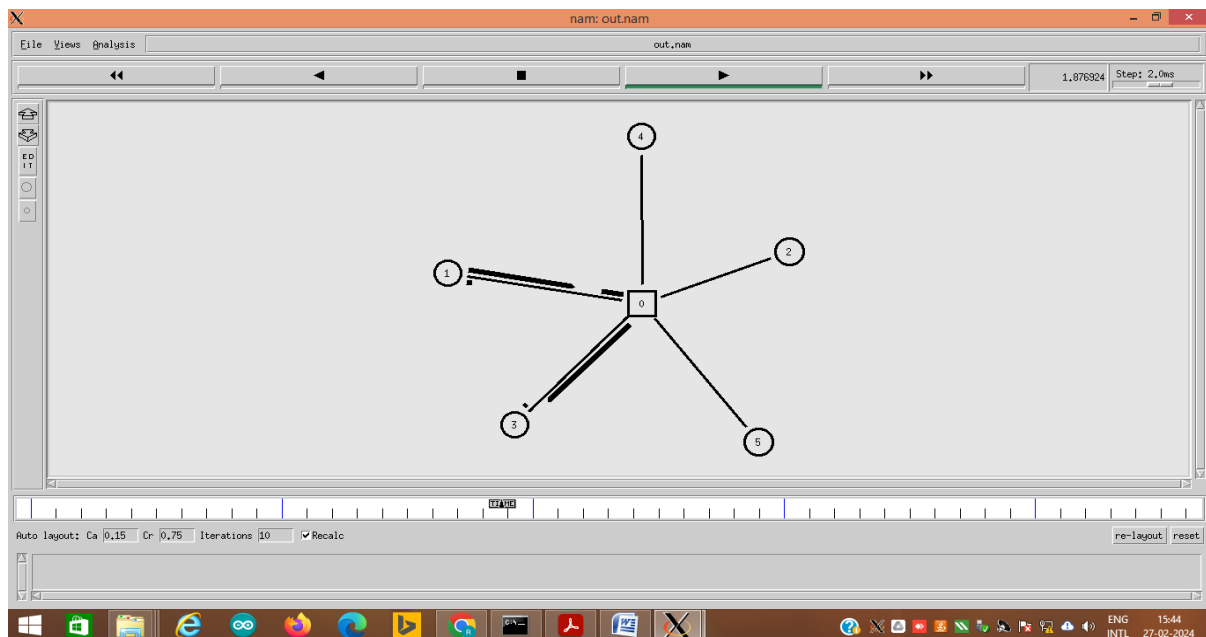 nam: out.nam
File Views Analysis out.nam
1.876924 Step: 2.0ms
ED
IT
4
2
1
0
3
5
TIME
Auto layout: Ca 0.15 Cr 0.75 Iterations 10 Recalc re-layout reset
ENG 15:44
INTL 27-02-2024